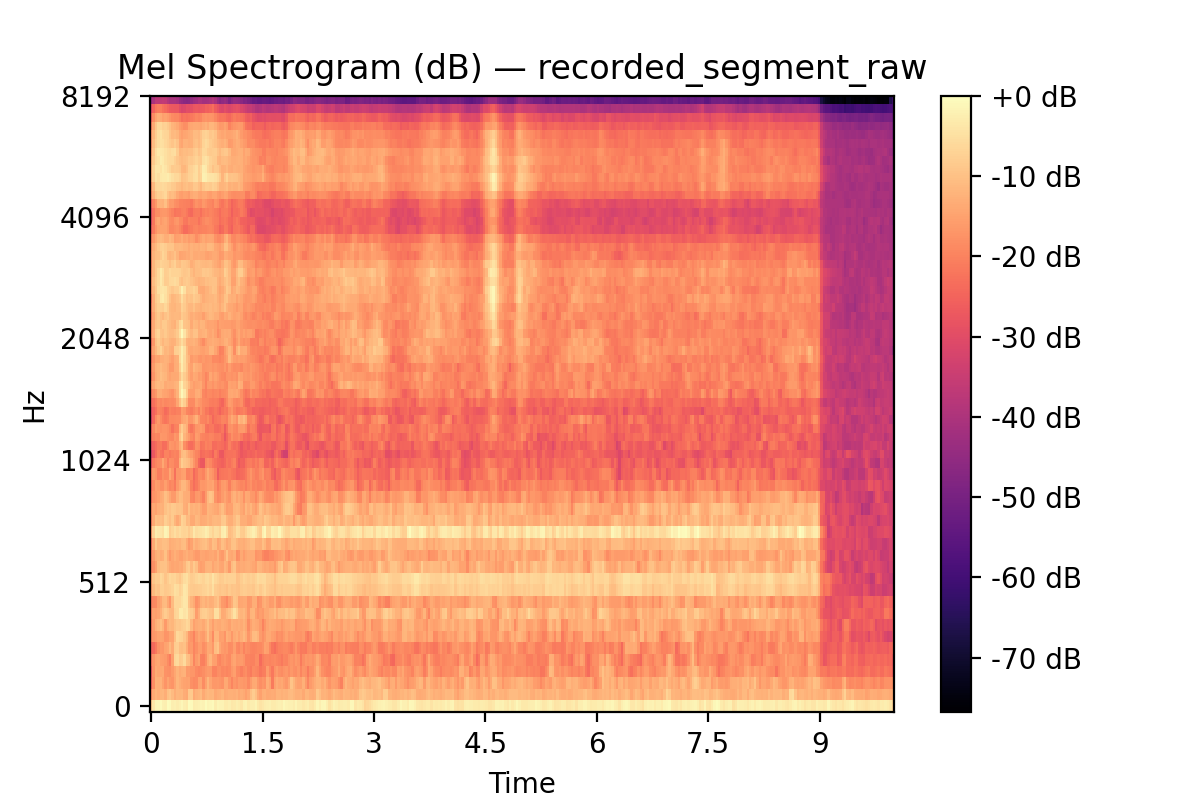 Mel Spectrogram (dB) — recorded_segment_raw
8192
4096
2048
1024
512
0
Hz
0 1.5 3 4.5 6 7.5 9
Time
+0 dB
-10 dB
-20 dB
-30 dB
-40 dB
-50 dB
-60 dB
-70 dB